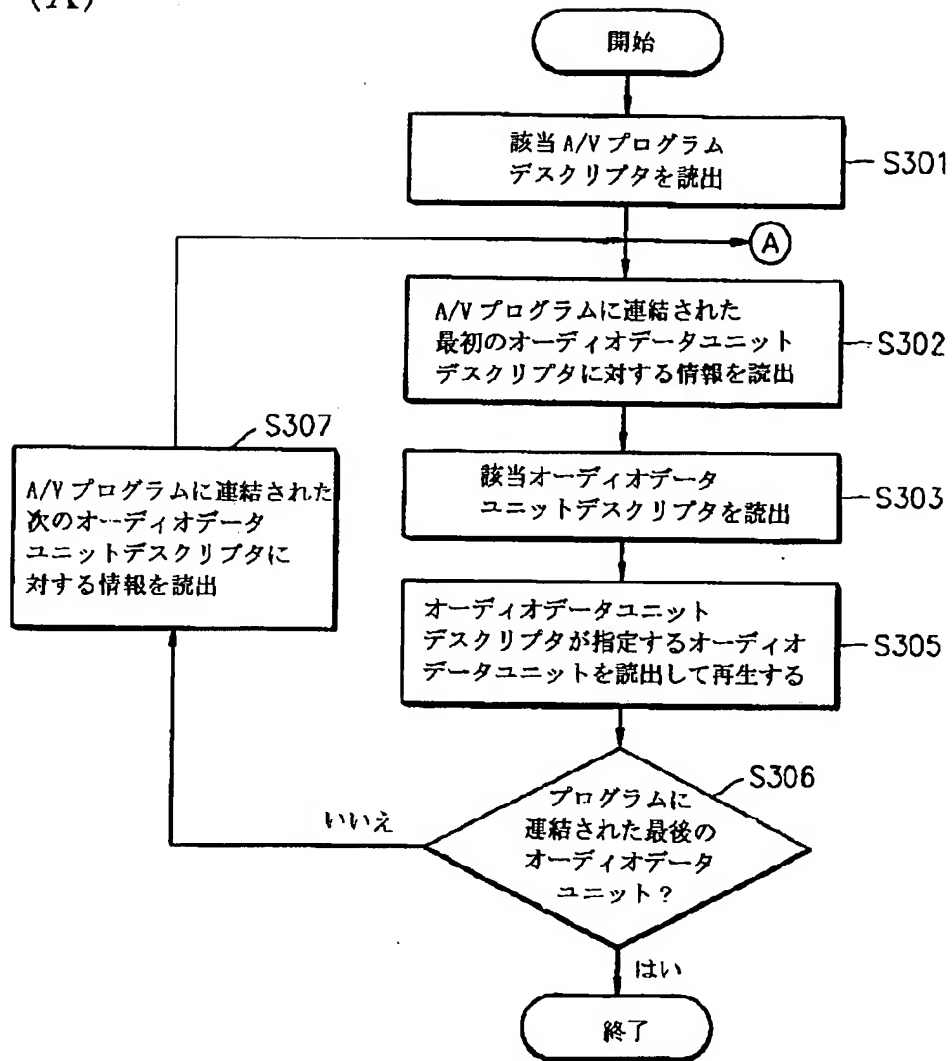 (A)
開始
該当A/Vプログラム
デスクリプタを読出
S301
A
A/Vプログラムに連結された
最初のオーディオデータユニット
デスクリプタに対する情報を読出
S302
S307
A/Vプログラムに連結された
次のオーディオデータ
ユニットデスクリプタに
対する情報を読出
該当オーディオデータ
ユニットデスクリプタを読出
S303
オーディオデータユニット
デスクリプタが指定するオーディオ
データユニットを読出して再生する
S305
S306
プログラムに
連結された最後の
オーディオデータ
ユニット?
いいえ
はい
終了